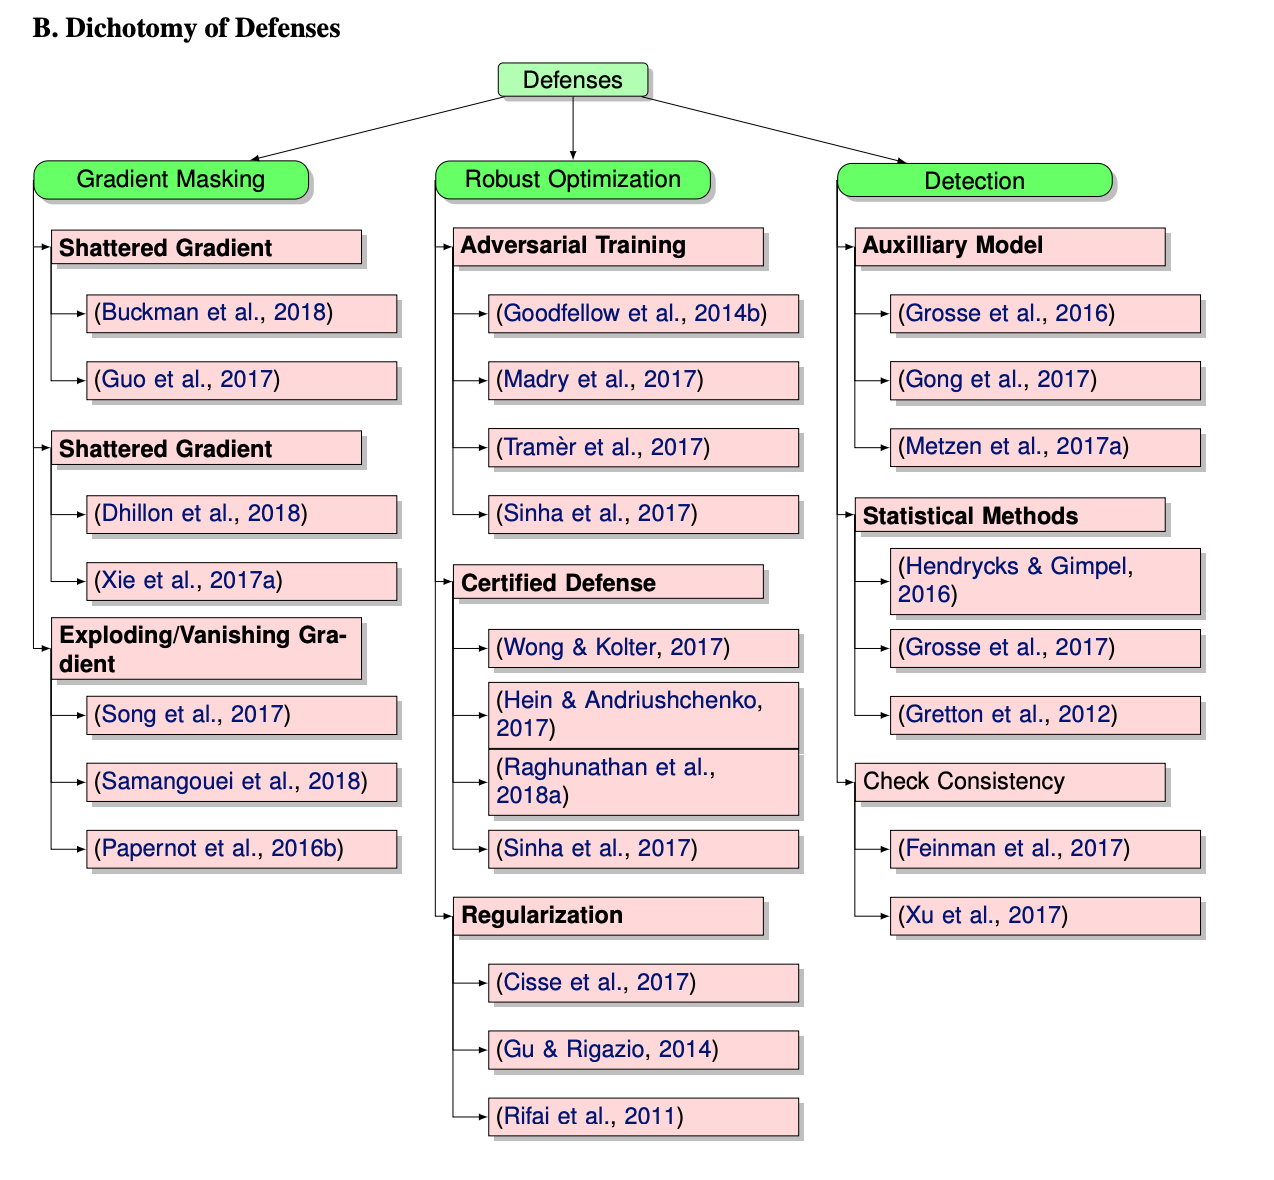 B. Dichotomy of Defenses
Defenses
Gradient Masking
Shattered Gradient
(Buckman et al., 2018)
(Guo et al., 2017)
Shattered Gradient
(Dhillon et al., 2018)
(Xie et al., 2017a)
Exploding/Vanishing Gra-
dient
(Song et al., 2017)
(Samangouei et al., 2018)
(Papernot et al., 2016b)
Robust Optimization
Adversarial Training
(Goodfellow et al., 2014b)
(Madry et al., 2017)
(Tramèr et al., 2017)
(Sinha et al., 2017)
Certified Defense
(Wong & Kolter, 2017)
(Hein & Andriushchenko,
2017)
(Raghunathan et al.,
2018a)
(Sinha et al., 2017)
Regularization
(Cisse et al., 2017)
(Gu & Rigazio, 2014)
(Rifai et al., 2011)
Detection
Auxilliary Model
(Grosse et al., 2016)
(Gong et al., 2017)
(Metzen et al., 2017a)
Statistical Methods
(Hendrycks & Gimpel,
2016)
(Grosse et al., 2017)
(Gretton et al., 2012)
Check Consistency
(Feinman et al., 2017)
(Xu et al., 2017)